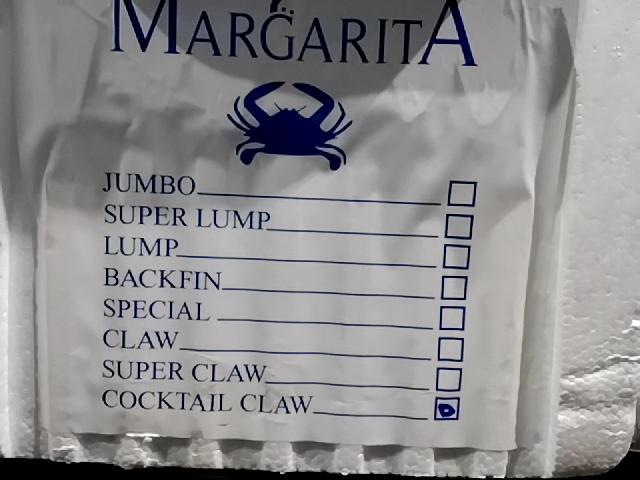 MARGARITA
JUMBO
SUPER LUMP
LUMP
BACKFIN
SPECIAL
CLAW
SUPER CLAW
COCKTAIL CLAW